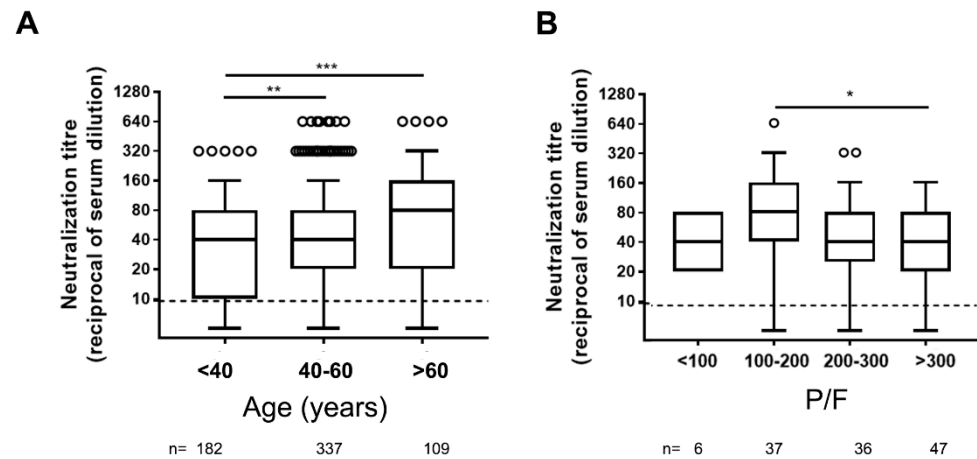 A
Neutralization titre
(reciprocal of serum dilution)
1280
640
320
160
80
40
20
10
***
**
<40 40-60 >60
Age (years)
n= 182 337 109
B
Neutralization titre
(reciprocal of serum dilution)
1280
640
320
160
80
40
20
10
*
<100 100-200 200-300 >300
P/F
n= 6 37 36 47